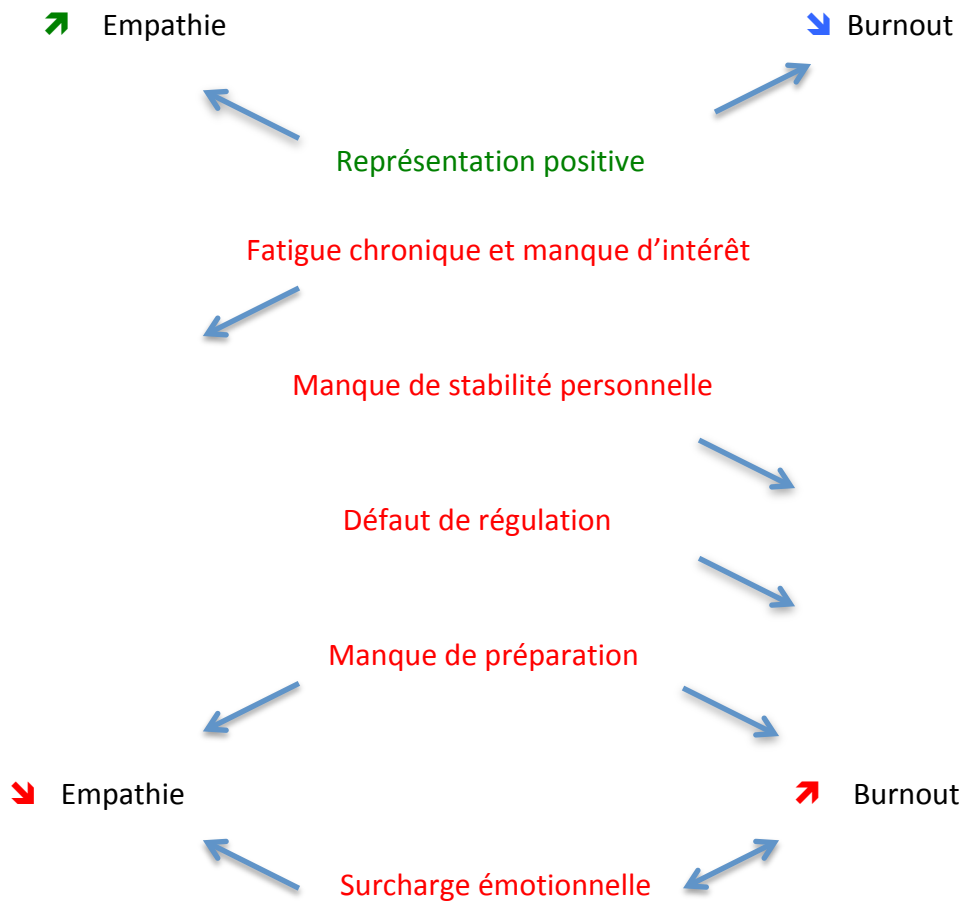 Empathie
Burnout
Représentation positive
Fatigue chronique et manque d’intérêt
Manque de stabilité personnelle
Défaut de régulation
Manque de préparation
Empathie
Burnout
Surcharge émotionnelle